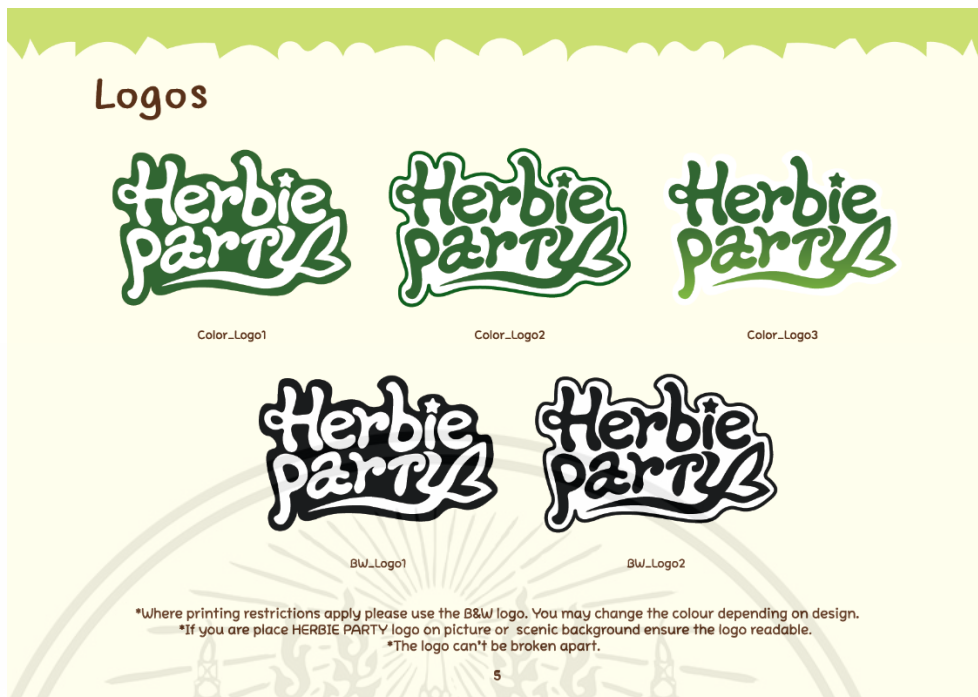 Logos
Herbie
party
Herbie
party
Herbie
party
Color_Logo1
Color_Logo2
Color_Logo3
Herbie
party
Herbie
party
BW_Logo1
BW_Logo2
*Where printing restrictions apply please use the B&W logo. You may change the colour depending on design.
*If you are place HERBIE PARTY logo on picture or scenic background ensure the logo readable.
*The logo can't be broken apart.
5